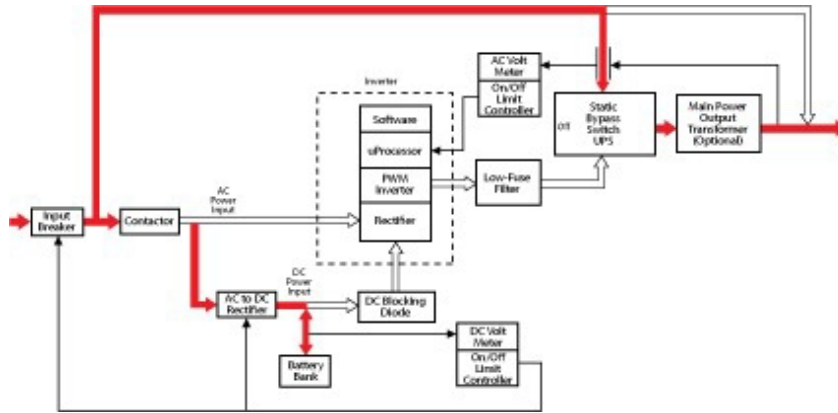 Inverter
AC Volt
Meter
On/Off
Limit
Controller
Software
uProcessor
PWM
Inverter
Rectifier
Off
Static
Bypass
Switch
UPS
Main Power
Output
Transformer
(Optional)
Low-Fuse
Filter
AC
Power
Input
Input
Breaker
Contactor
DC
Power
Input
AC to DC
Rectifier
DC Blocking
Diode
Battery
Bank
DC Volt
Meter
On/Off
Limit
Controller